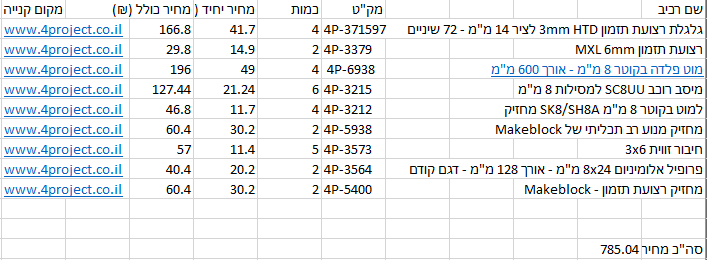 שם רכיב מק"ט כמות מחיר יחיד ( מחיר כולל (₪) מקום קנייה
גלגלת רצועת תזמון 3mm HTD לציר 14 מ"מ - 72 שיניים 4P-371597 4 41.7 166.8 www.4project.co.il
רצועת תזמון MXL 6mm 4P-3379 2 14.9 29.8 www.4project.co.il
מוט פלדה בקוטר 8 מ"מ - אורך 600 מ"מ 4P-6938 4 49 196 www.4project.co.il
מיסב רוכב SC8UU למסילות 8 מ"מ 4P-3215 6 21.24 127.44 www.4project.co.il
למוט בקוטר 8 מ"מ SK8/SH8A מחזיק 4P-3212 4 11.7 46.8 www.4project.co.il
מחזיק מנוע רב תכליתי של Makeblock 4P-5938 2 30.2 60.4 www.4project.co.il
חיבור זווית 3x6 4P-3573 5 11.4 57 www.4project.co.il
פרופיל אלומיניום 8x24 מ"מ - אורך 128 מ"מ - דגם קודם 4P-3564 2 20.2 40.4 www.4project.co.il
מחזיק רצועת תזמון - Makeblock 4P-5400 2 30.2 60.4 www.4project.co.il
סה"כ מחיר 785.04